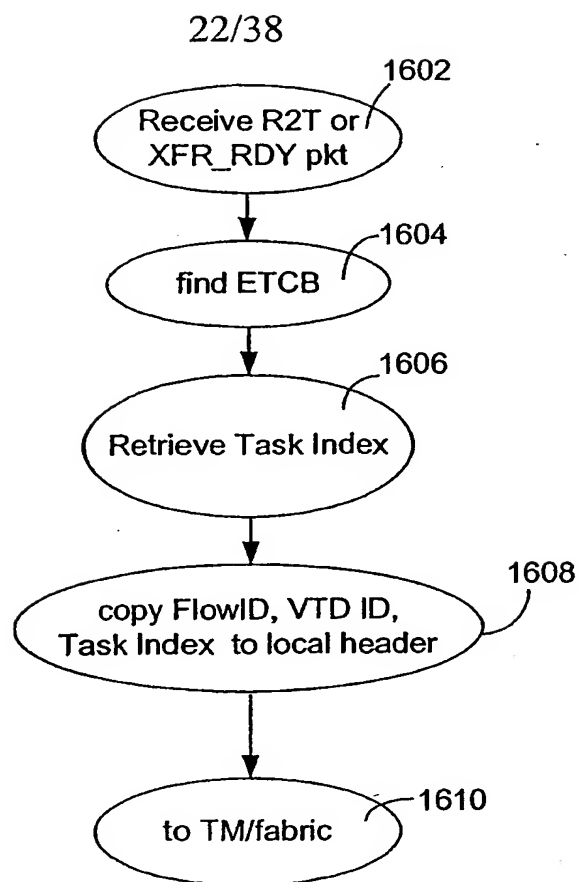 22/38
1602
Receive R2T or
XFR_RDY pkt
1604
find ETCB
1606
Retrieve Task Index
1608
copy FlowID, VTD ID,
Task Index to local header
1610
to TM/fabric